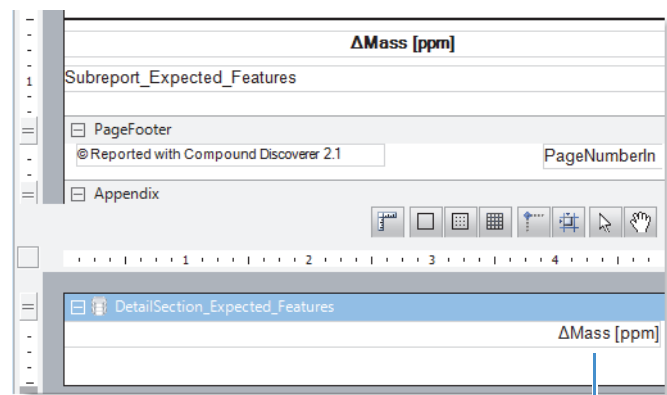 ΔMass [ppm]
1
Subreport_Expected_Features
PageFooter
©Reported with Compound Discoverer 2.1
PageNumberIn
Appendix
1 2 3 4
DetailSection_Expected_Features
ΔMass [ppm]